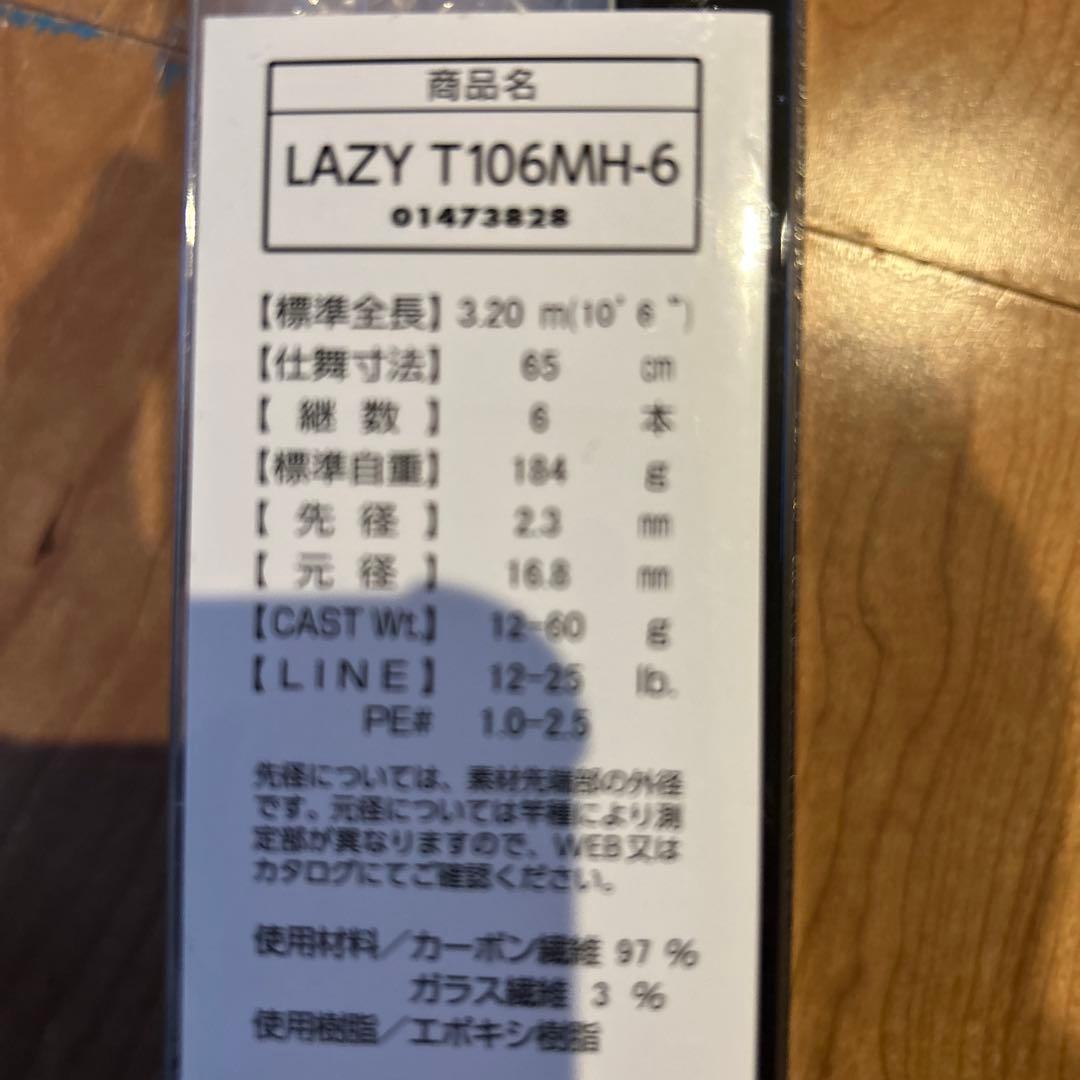 商品名
LAZY T106MH-6
01473828
【標準全長】 3.20 m(10' 6 ")
【仕舞寸法】 65 cm
【 継 数 】 6 本
【標準自重】 184 g
【 先 径 】 2.3 mm
【 元 径 】 16.8 mm
【CAST Wt.】 12-60 g
【LINE】 12-25 lb.
PE# 1.0-2.5
先径については、素材先端部の外径
です。元径については竿種により測
定部が異なりますので、WEB又は
カタログにてご確認ください。
使用材料/カーボン繊維 97 %
ガラス繊維 3 %
使用樹脂/エポキシ樹脂